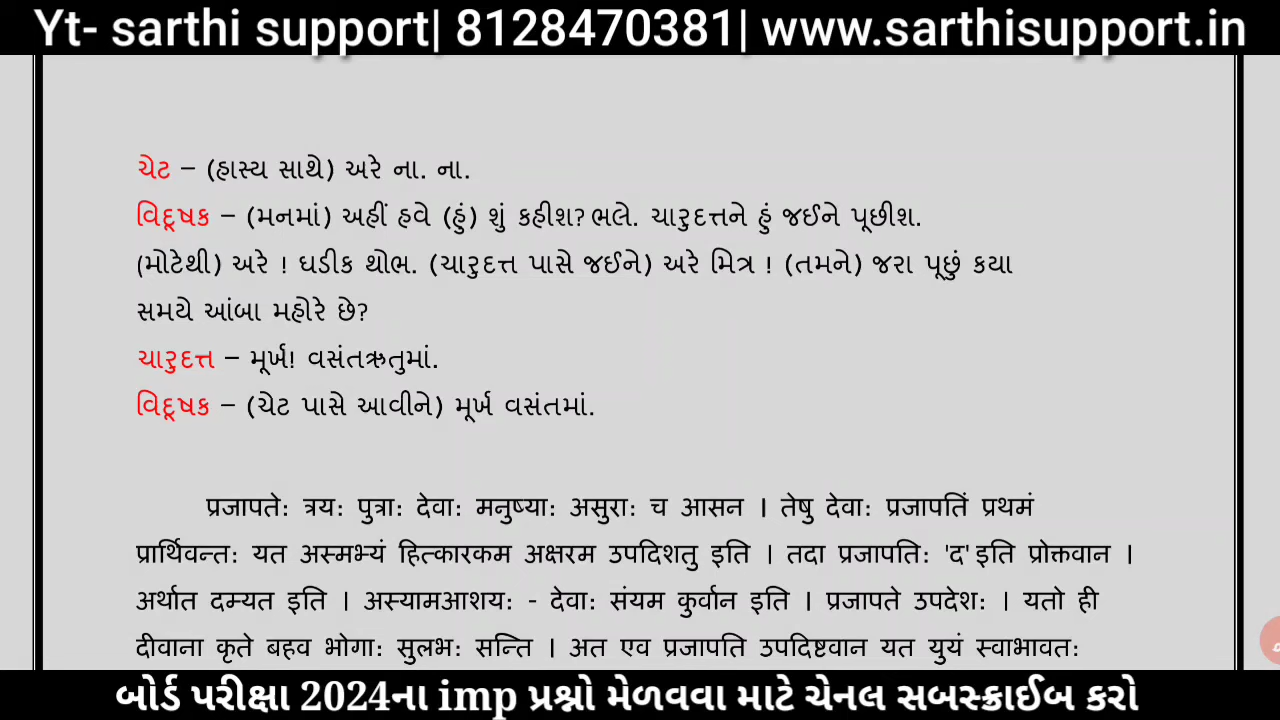 Yt- sarthi support| 8128470381| www.sarthisupport.in
ચેટ – (હાસ્ય સાથે) અરે ના. ના.
વિદૂષક – (મનમાં) અહીં હવે (હું) શું કહીશ? ભલે. ચારુદત્તને હું જઈને પૂછીશ.
(મોટેથી) અરે ! ઘડીક થોભ. (ચારુદત્ત પાસે જઈને) અરે મિત્ર ! (તમને) જરા પૂછું કયા
સમયે આંબા મહોરે છે?
ચારુદત્ત – મૂર્ખ! વસંતઋતુમાં.
વિદૂષક – (ચેટ પાસે આવીને) મૂર્ખ વસંતમાં.
प्रजापते: त्रय: पुत्रा: देवा: मनुष्या: असुरा: च आसन । तेषु देवा: प्रजापतिं प्रथमं
प्रार्थिवन्त: यत अस्मभ्यं हित्कारकम अक्षरम उपदिशतु इति । तदा प्रजापति: 'द' इति प्रोक्तवान ।
अर्थात दम्यत इति । अस्यामआशय: - देवा: संयम कुर्वान इति । प्रजापते उपदेश: । यतो ही
दीवाना कृते बहव भोगा: सुलभ: सन्ति । अत एव प्रजापति उपदिष्टवान यत युयं स्वाभावत:
બોર્ડ પરીક્ષા 2024ના imp પ્રશ્નો મેળવવા માટે ચેનલ સબસ્ક્રાઈબ કરો